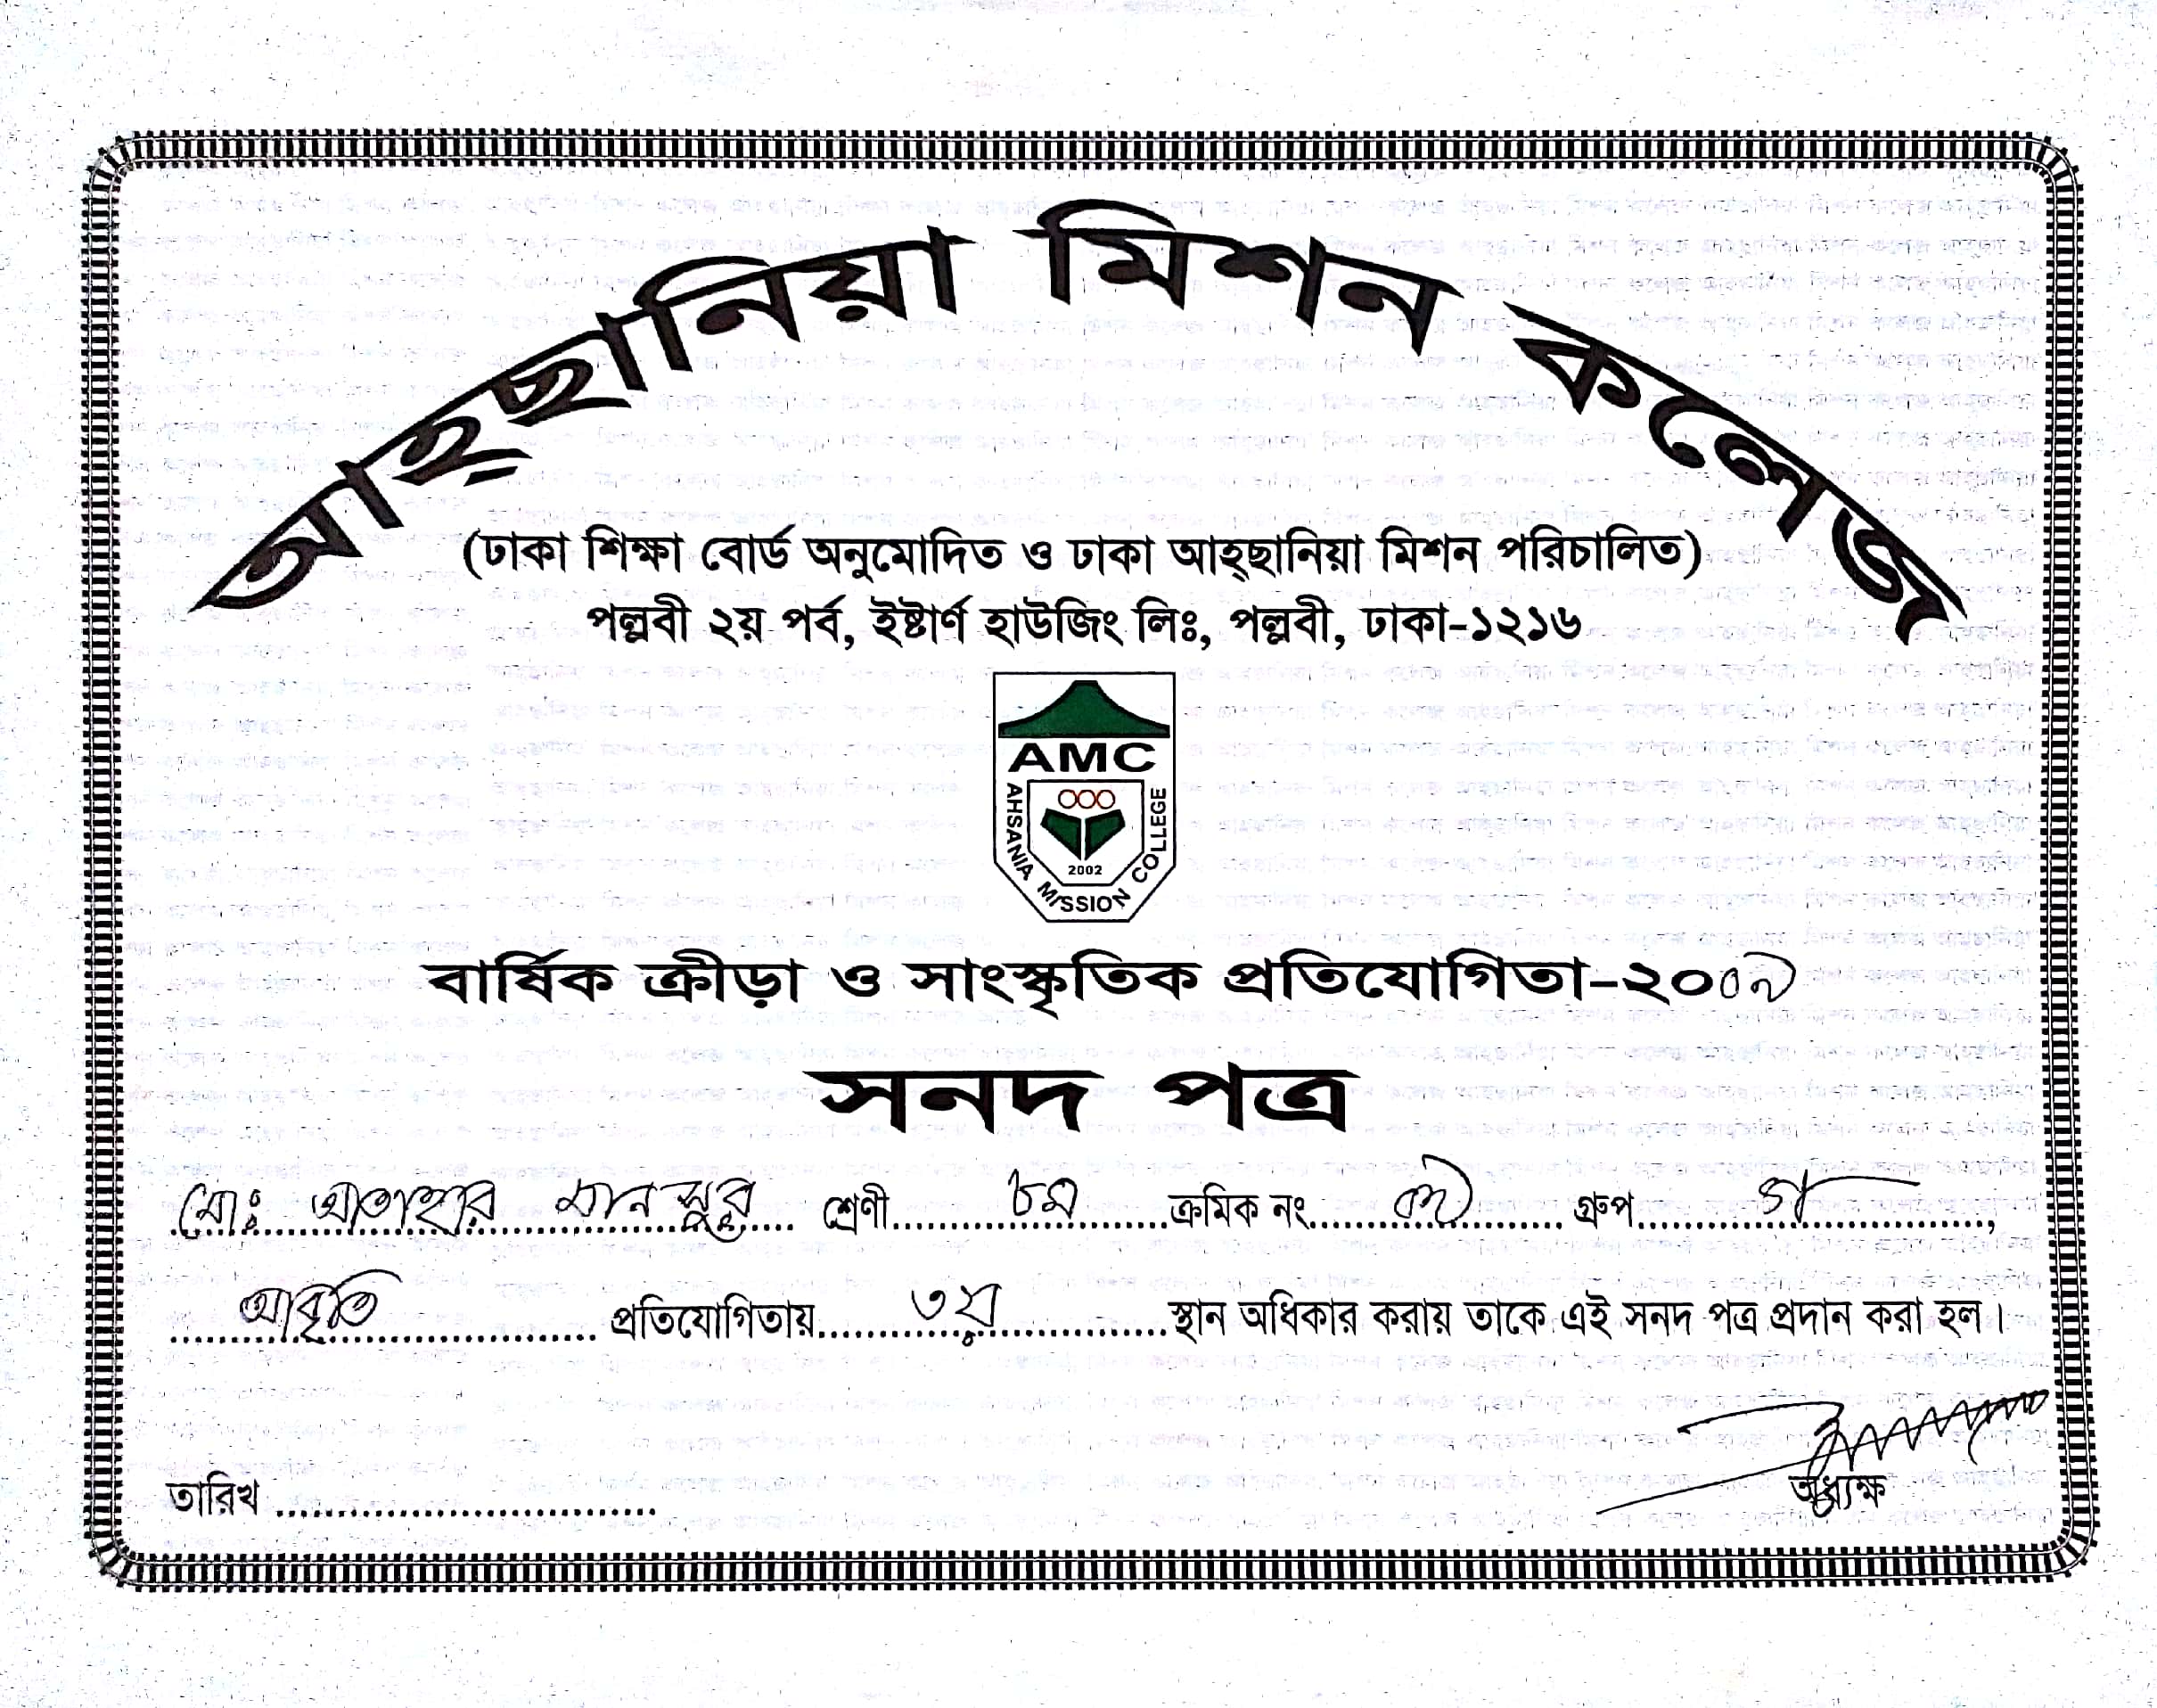 আহ্ছানিয়া মিশন কলেজ
(ঢাকা শিক্ষা বোর্ড অনুমোদিত ও ঢাকা আহ্ছানিয়া মিশন পরিচালিত)
পল্লবী ২য় পর্ব, ইষ্টার্ণ হাউজিং লিঃ, পল্লবী, ঢাকা-১২১৬
AMC
AHSANIA MISSION COLLEGE
2002
বার্ষিক ক্রীড়া ও সাংস্কৃতিক প্রতিযোগিতা-২০০৯
সনদ পত্র
মোঃ আতাহার মানসুর শ্রেণী ৮ম ক্রমিক নং গ্রুপ গ,
আবৃতি প্রতিযোগিতায় ৩য় স্থান অধিকার করায় তাকে এই সনদ পত্র প্রদান করা হল।
তারিখ
অধ্যক্ষ